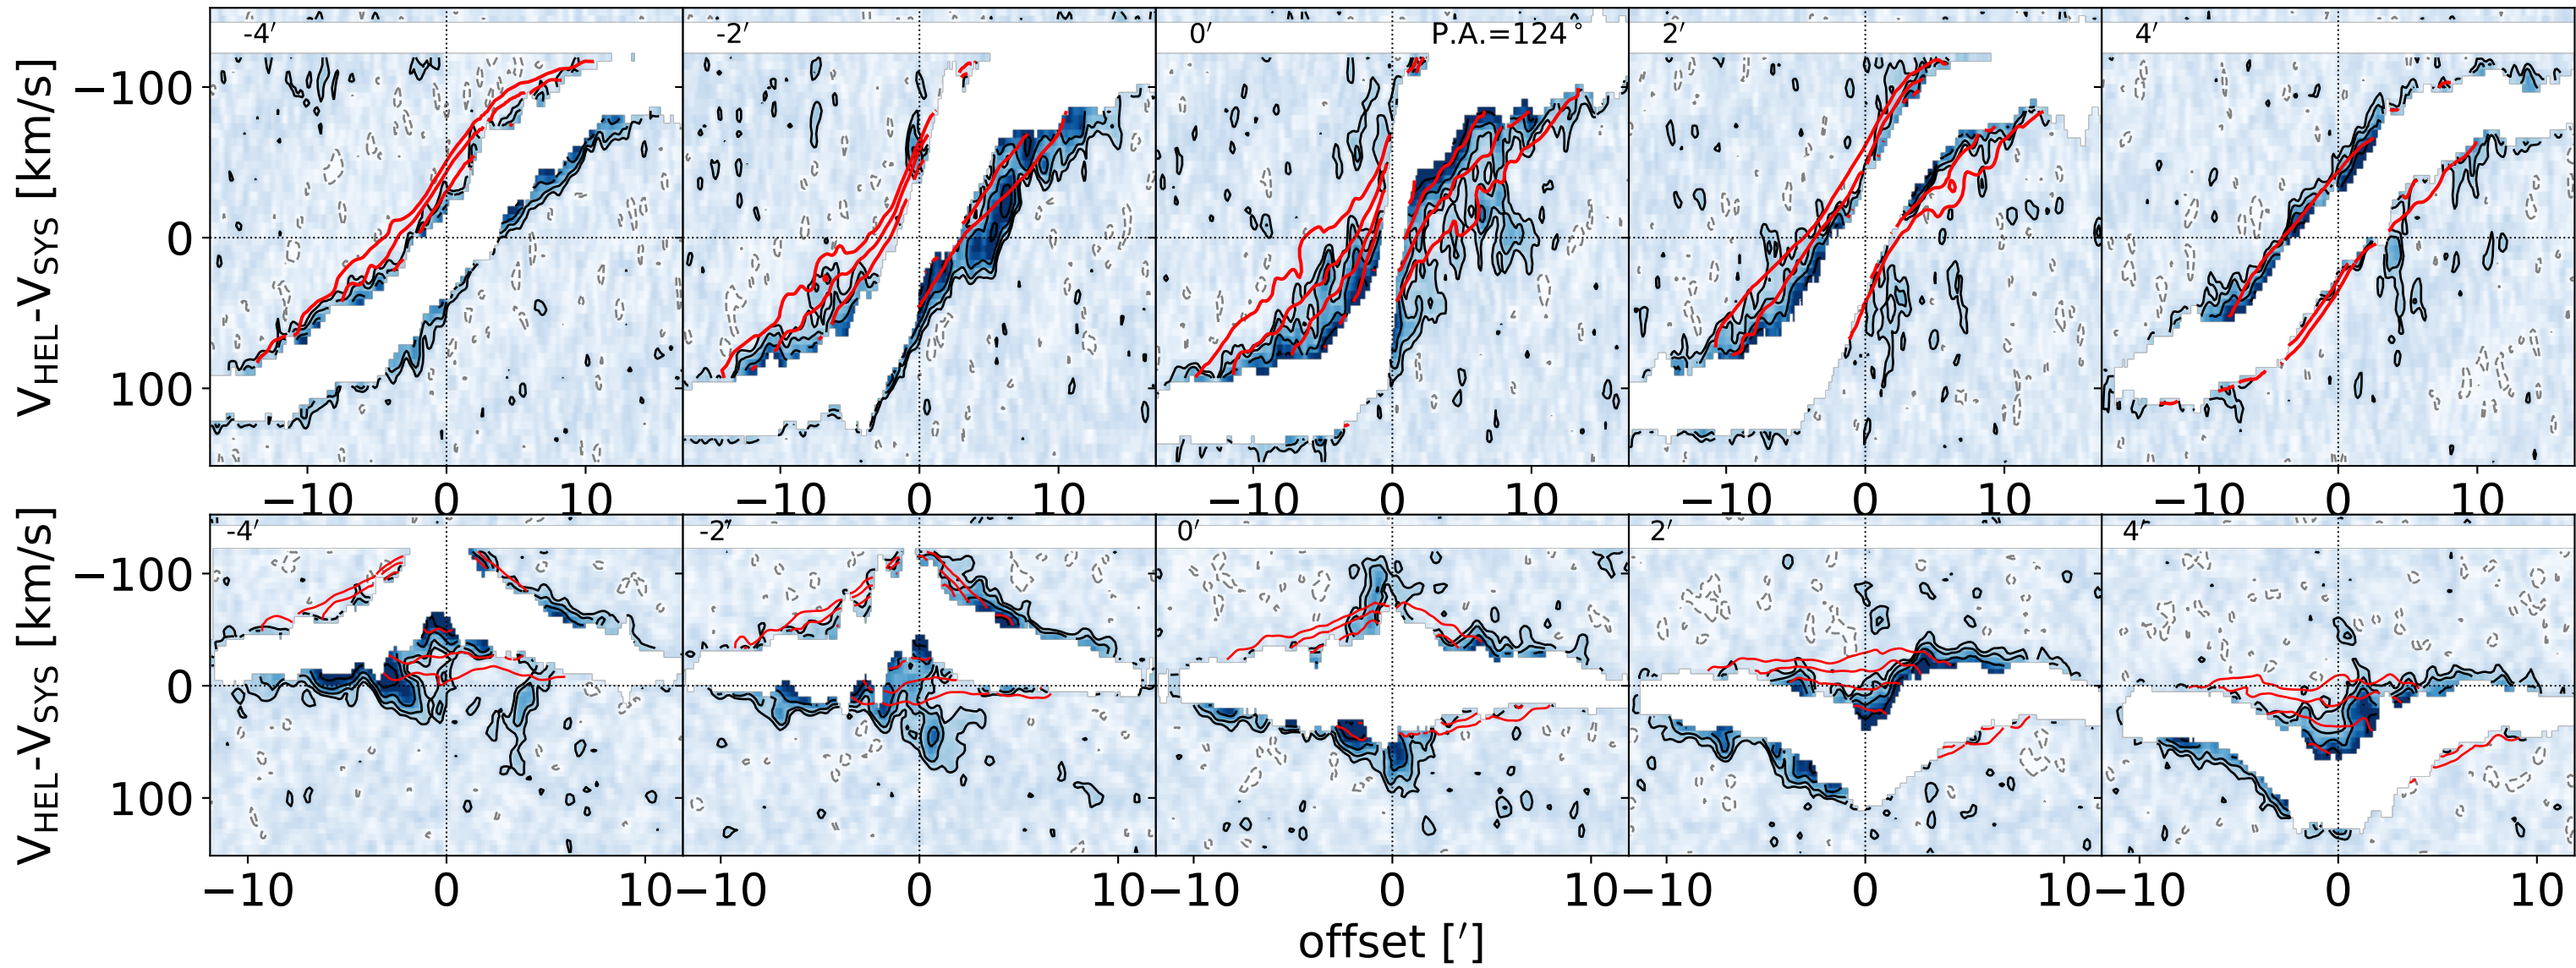 -4′ -2′ 0′ P.A.=124° 2′ 4′
V_HEL-V_SYS [km/s]
−100
0
100
−10 0 10 −10 0 10 −10 0 10 −10 0 10 −10 0 10
-4′ -2′ 0′ 2′ 4′
V_HEL-V_SYS [km/s]
−100
0
100
−10 0 10 −10 0 10 −10 0 10 −10 0 10 −10 0 10
offset [′]